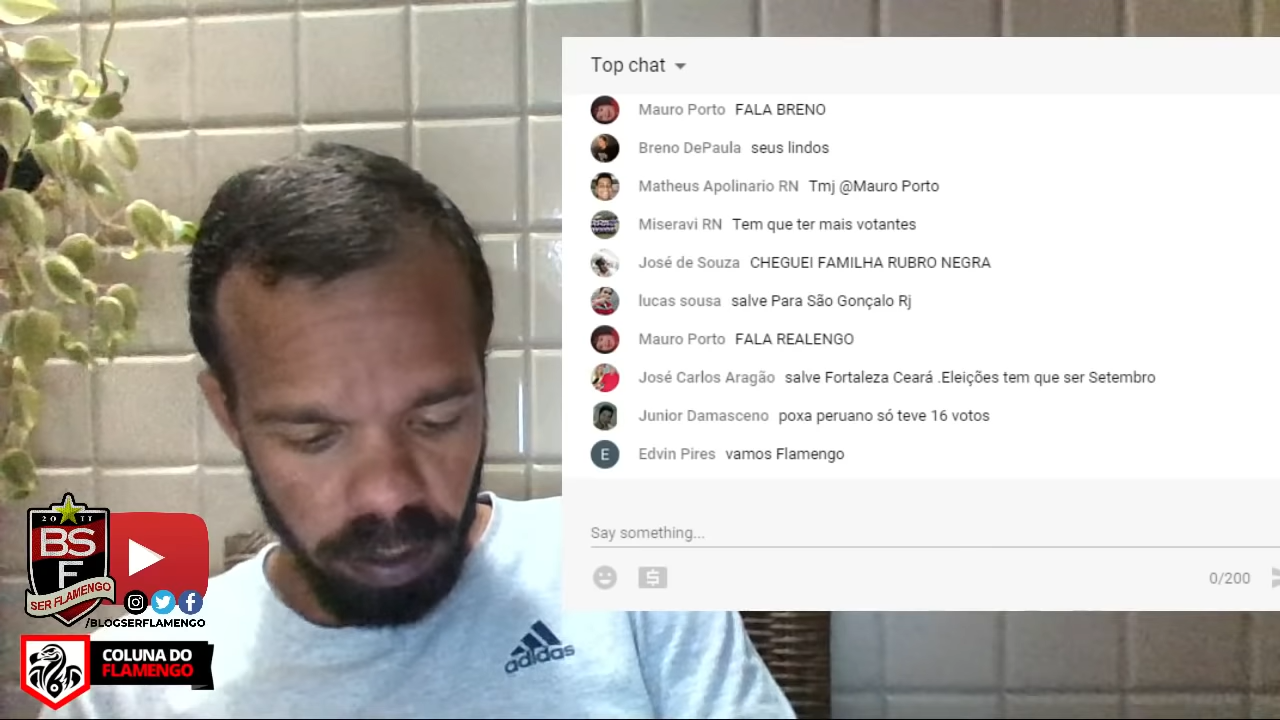 Top chat
Mauro Porto FALA BRENO
Breno DePaula seus lindos
Matheus Apolinario RN Tmj @Mauro Porto
Miseravi RN Tem que ter mais votantes
José de Souza CHEGUEI FAMILHA RUBRO NEGRA
lucas sousa salve Para São Gonçalo Rj
Mauro Porto FALA REALENGO
José Carlos Aragão salve Fortaleza Ceará .Eleições tem que ser Setembro
Junior Damasceno poxa peruano só teve 16 votos
E Edvin Pires vamos Flamengo
Say something...
0/200
2011
BSF
SER FLAMENGO
/BLOGSERFLAMENGO
COLUNA DO
FLAMENGO
adidas